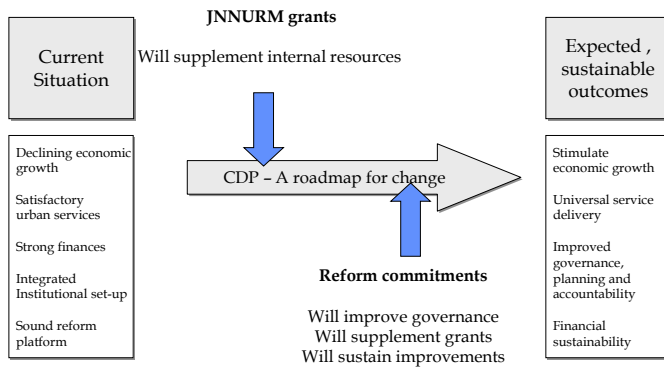 JNNURM grants
Will supplement internal resources
Current
Situation
Declining economic
growth
Satisfactory
urban services
Strong finances
Integrated
Institutional set-up
Sound reform
platform
CDP – A roadmap for change
Reform commitments
Will improve governance
Will supplement grants
Will sustain improvements
Expected ,
sustainable
outcomes
Stimulate
economic growth
Universal service
delivery
Improved
governance,
planning and
accountability
Financial
sustainability